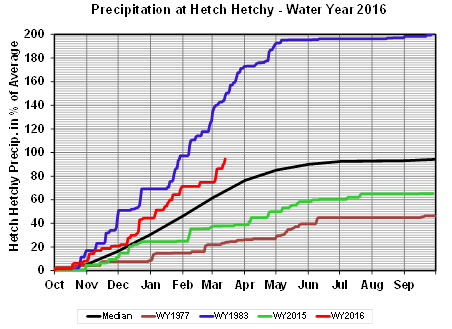 Precipitation at Hetch Hetchy - Water Year 2016
Hetch Hetchy Precip, in % of Average
200
180
160
140
120
100
80
60
40
20
0
Oct Nov Dec Jan Feb Mar Apr May Jun Jul Aug Sep
Median WY1977 WY1983 WY2015 WY2016